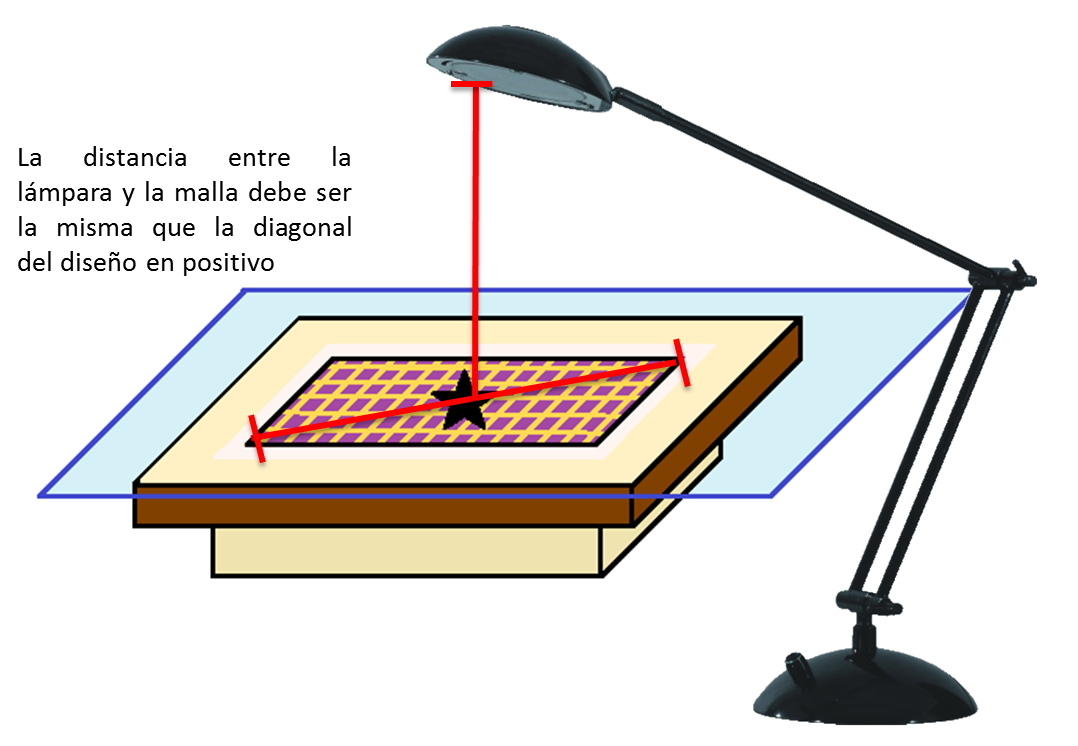 La distancia entre la
lámpara y la malla debe ser
la misma que la diagonal
del diseño en positivo